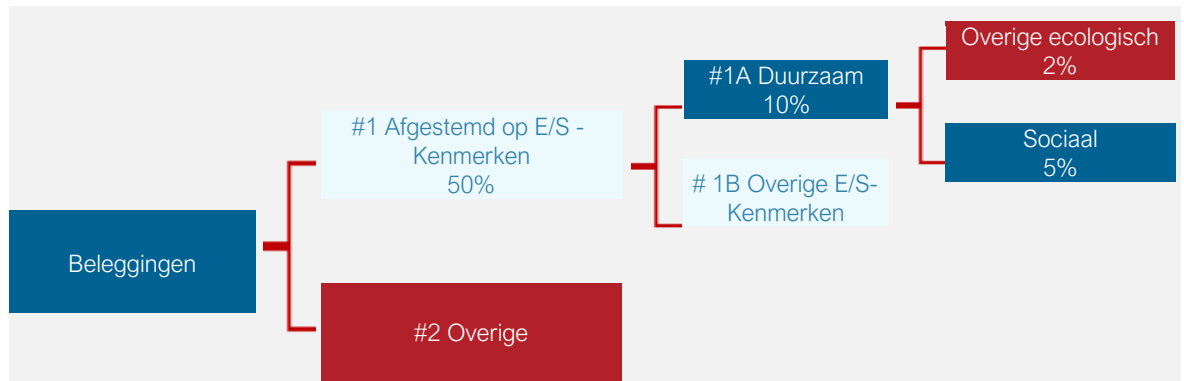 Beleggingen
#1 Afgestemd op E/S -
Kenmerken
50%
#2 Overige
#1A Duurzaam
10%
# 1B Overige E/S-
Kenmerken
Overige ecologisch
2%
Sociaal
5%